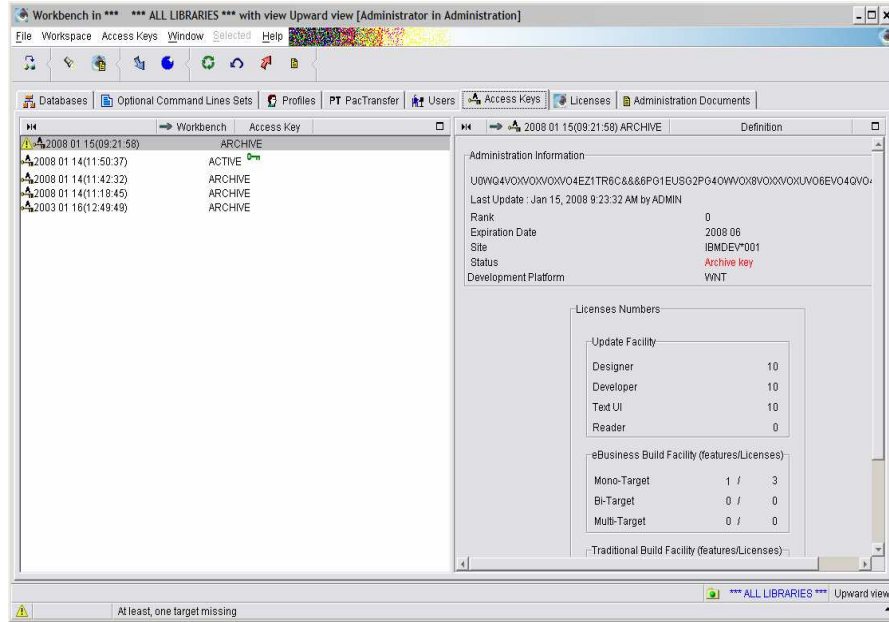 Workbench in *** *** ALL LIBRARIES *** with view Upward view [Administrator in Administration]
File Workspace Access Keys Window Selected Help
Databases Optional Command Lines Sets Profiles PT PacTransfer Users Access Keys Licenses Administration Documents
Workbench Access Key
2008 01 15(09:21:58) ARCHIVE
2008 01 14(11:50:37) ACTIVE
2008 01 14(11:42:32) ARCHIVE
2008 01 14(11:18:45) ARCHIVE
2003 01 16(12:49:49) ARCHIVE
2008 01 15(09:21:58) ARCHIVE Definition
Administration Information
Last Update : Jan 15, 2008 9:23:32 AM by ADMIN
Rank 0
Expiration Date 2008 06
Site IBMDEV*001
Status Archive key
Development Platform WNT
Licenses Numbers
Update Facility
Designer 10
Developer 10
Text UI 10
Reader 0
eBusiness Build Facility (features/Licenses)
Mono-Target 1 / 3
Bi-Target 0 / 0
Multi-Target 0 / 0
Traditional Build Facility (features/Licenses)
*** ALL LIBRARIES *** Upward view
At least, one target missing